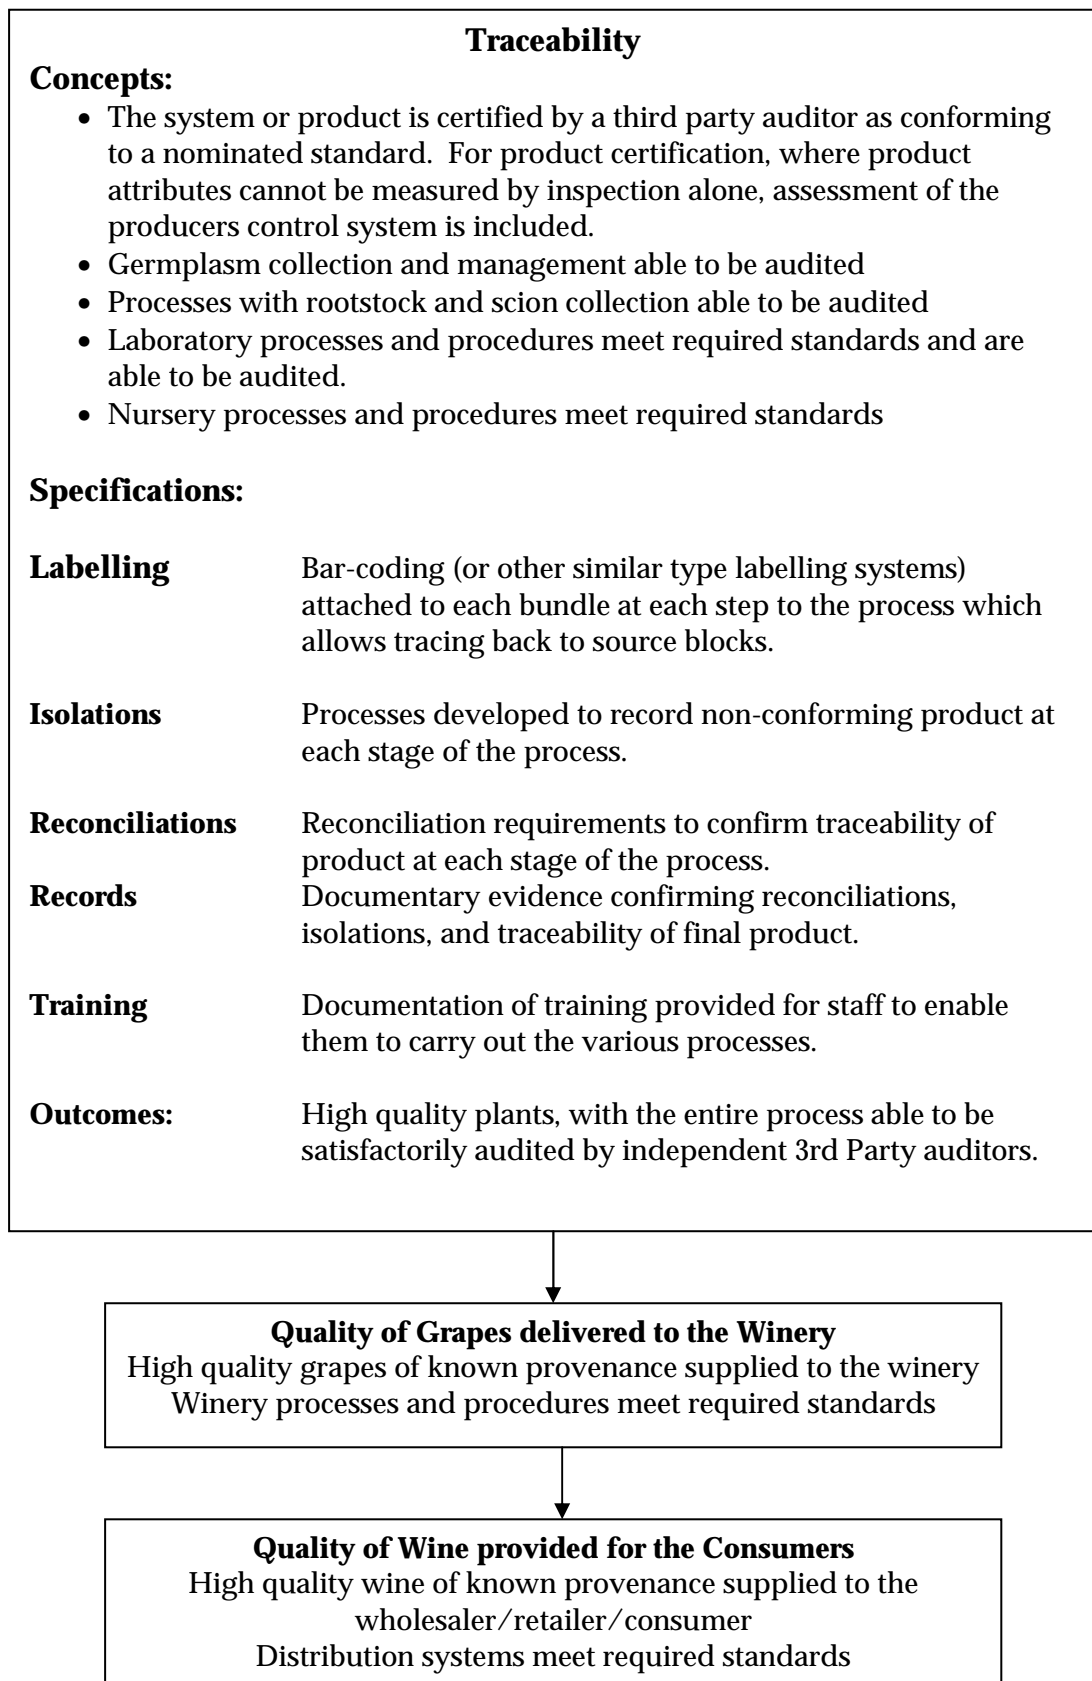 Traceability
Concepts:
• The system or product is certified by a third party auditor as conforming
to a nominated standard.  For product certification, where product
attributes cannot be measured by inspection alone, assessment of the
producers control system is included.
• Germplasm collection and management able to be audited
• Processes with rootstock and scion collection able to be audited
• Laboratory processes and procedures meet required standards and are
able to be audited.
• Nursery processes and procedures meet required standards
Specifications:
Labelling Bar-coding (or other similar type labelling systems)
attached to each bundle at each step to the process which
allows tracing back to source blocks.
Isolations Processes developed to record non-conforming product at
each stage of the process.
Reconciliations Reconciliation requirements to confirm traceability of
product at each stage of the process.
Records Documentary evidence confirming reconciliations,
isolations, and traceability of final product.
Training Documentation of training provided for staff to enable
them to carry out the various processes.
Outcomes: High quality plants, with the entire process able to be
satisfactorily audited by independent 3rd Party auditors.
Quality of Grapes delivered to the Winery
High quality grapes of known provenance supplied to the winery
Winery processes and procedures meet required standards
Quality of Wine provided for the Consumers
High quality wine of known provenance supplied to the
wholesaler/retailer/consumer
Distribution systems meet required standards